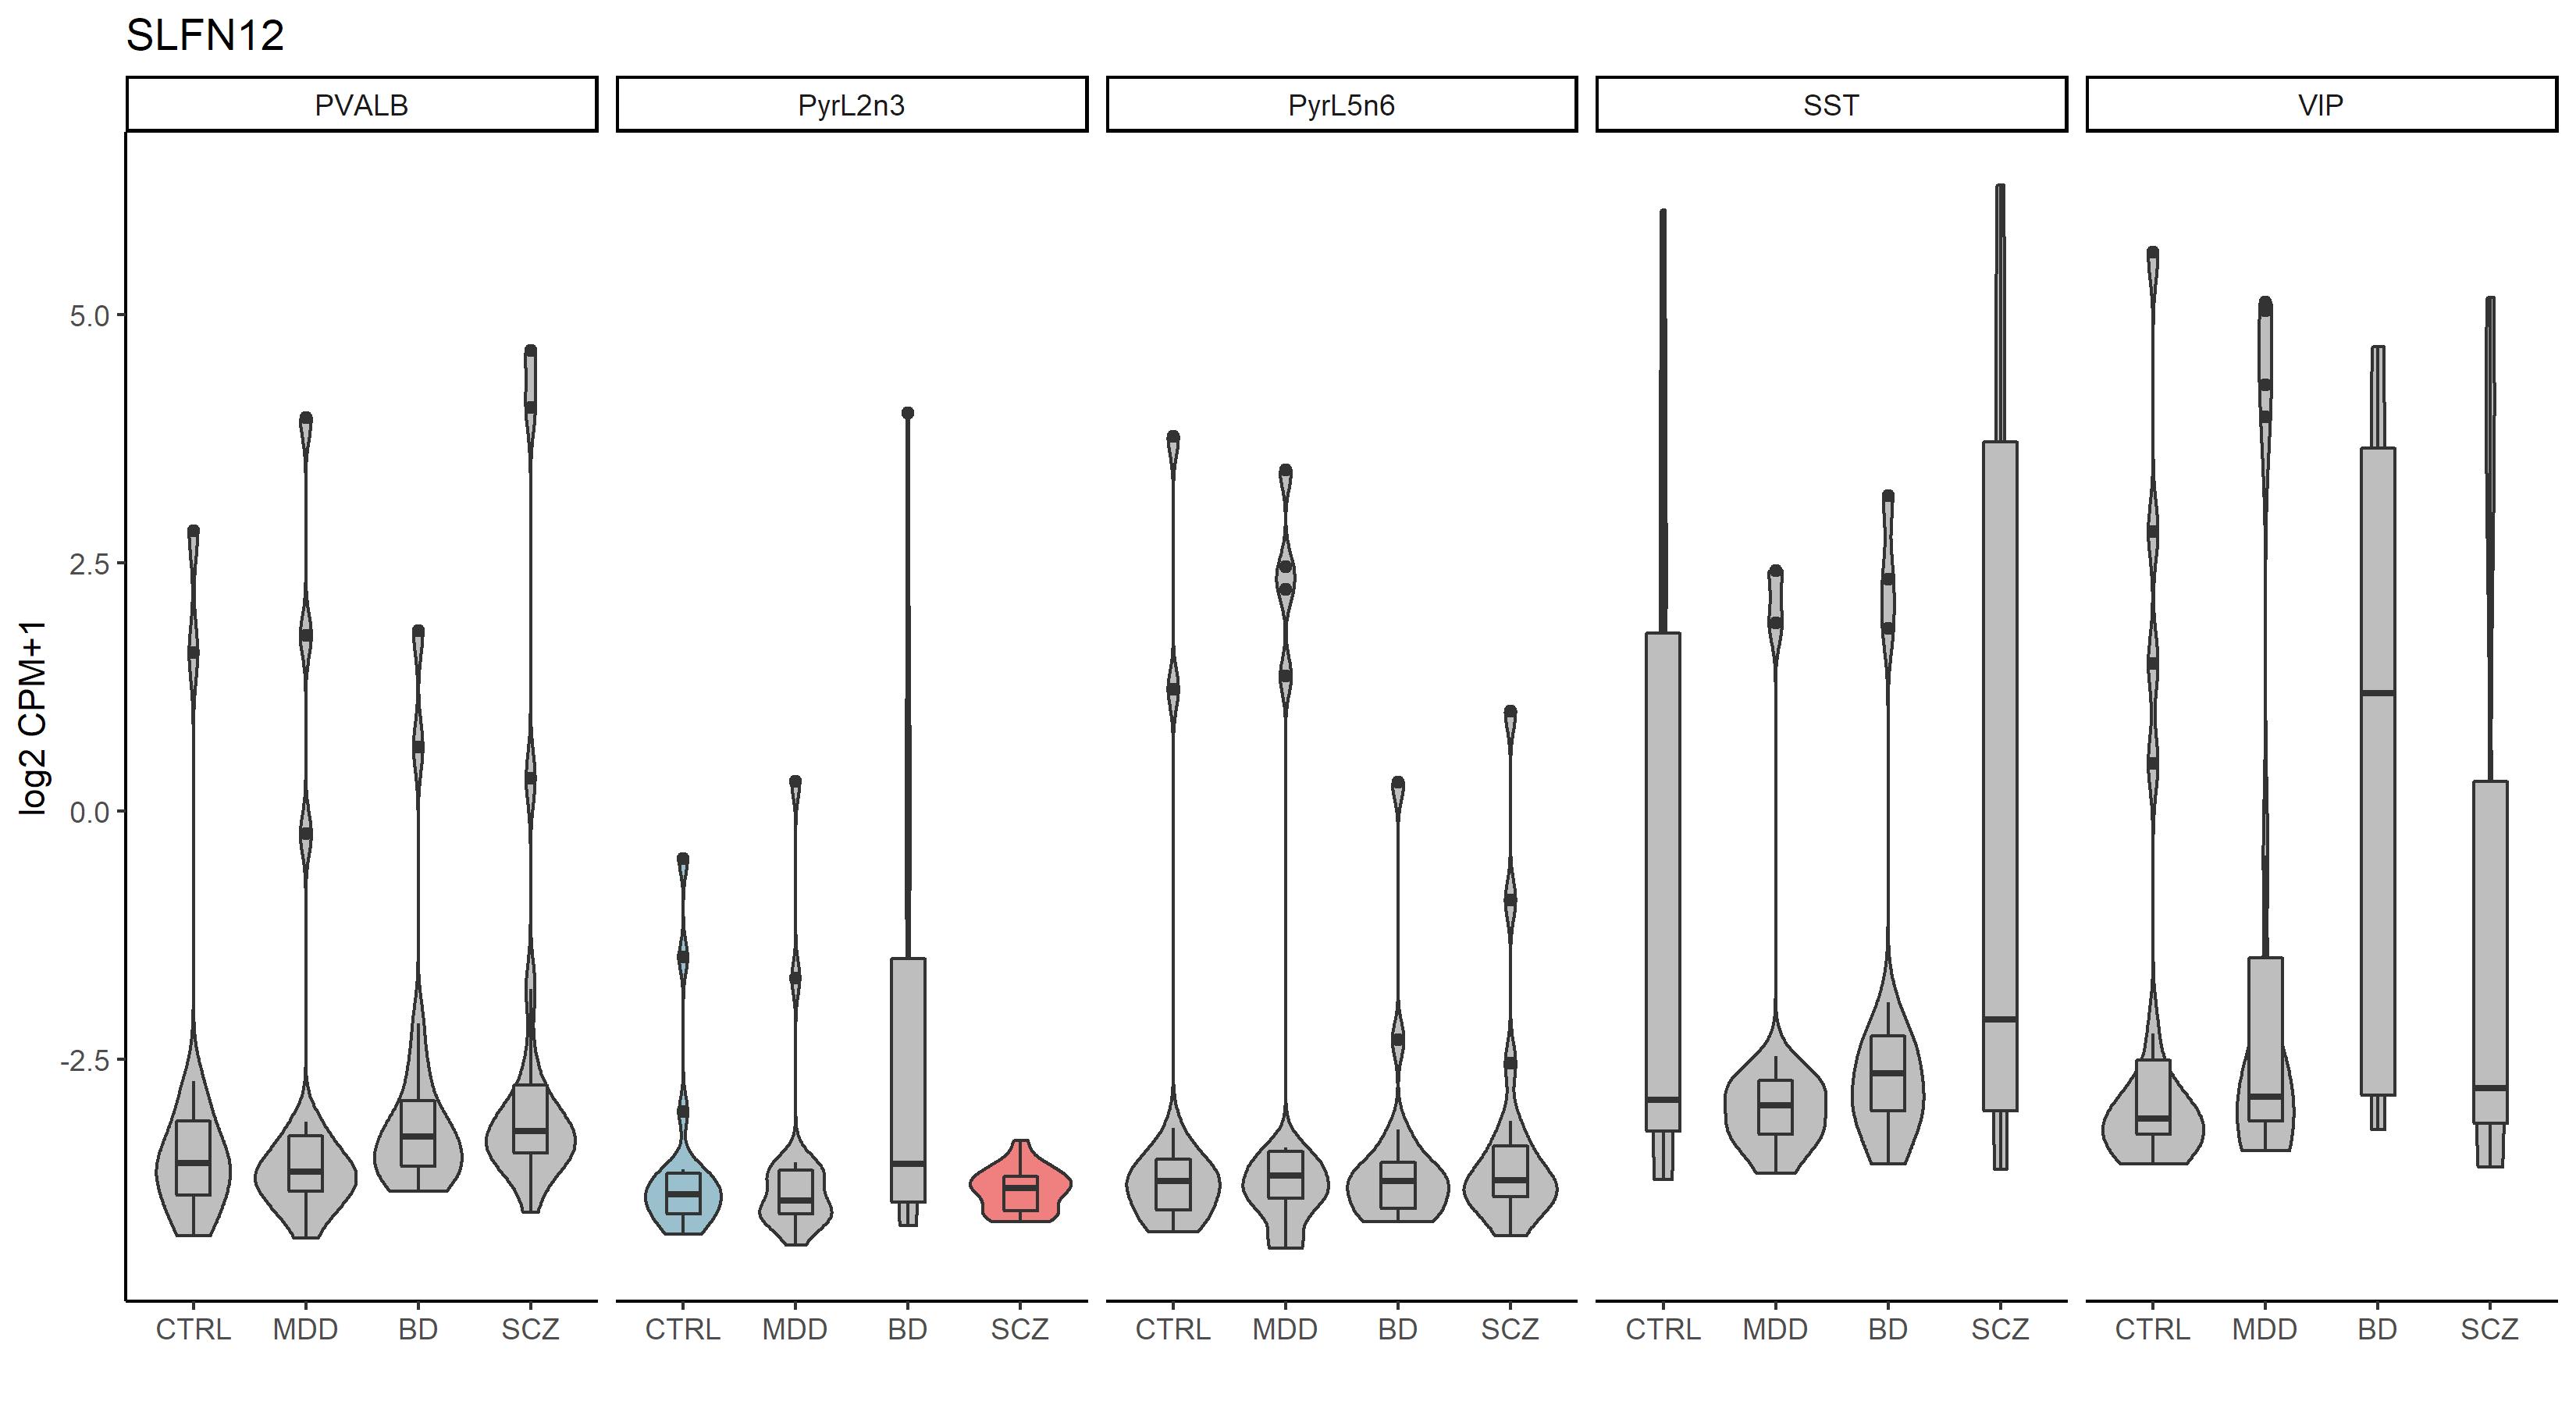 SLFN12
PVALB PyrL2n3 PyrL5n6 SST VIP
log2 CPM+1
5.0
2.5
0.0
-2.5
CTRL MDD BD SCZ CTRL MDD BD SCZ CTRL MDD BD SCZ CTRL MDD BD SCZ CTRL MDD BD SCZ